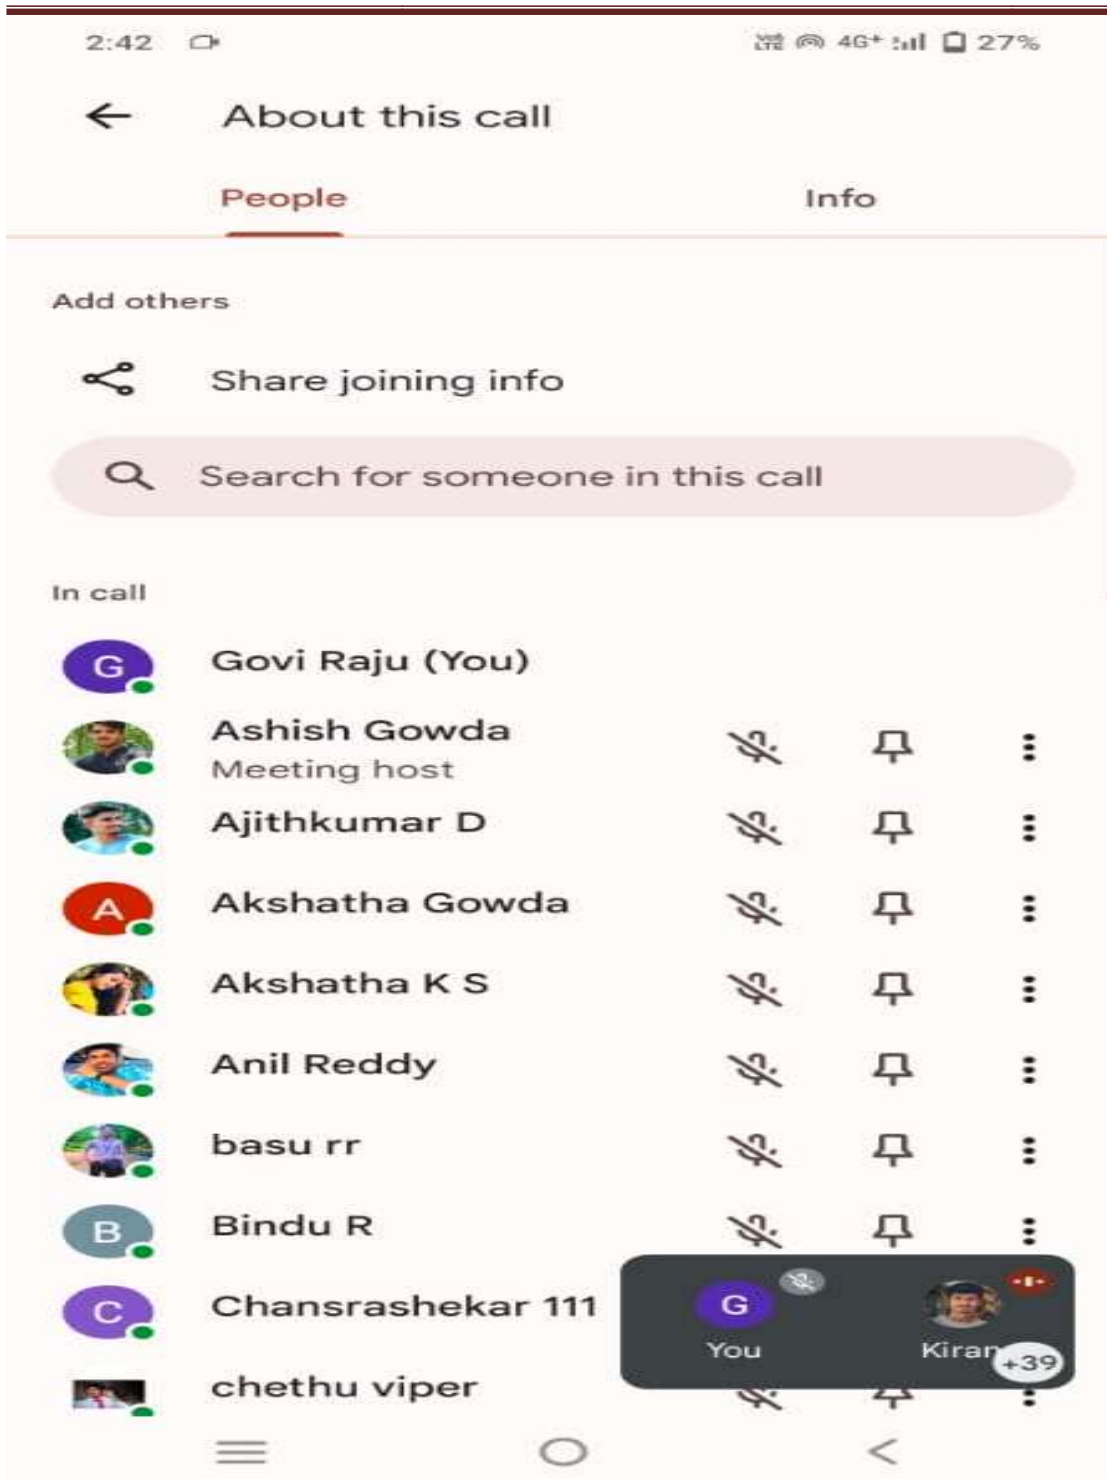 2:42 VoLTE 4G+ 27%
About this call
People Info
Add others
Share joining info
Search for someone in this call
In call
G Govi Raju (You)
Ashish Gowda
Meeting host
Ajithkumar D
A Akshatha Gowda
Akshatha K S
Anil Reddy
basu rr
B Bindu R
C Chansrashekar 111
G
You Kiran
+39
chethu viper